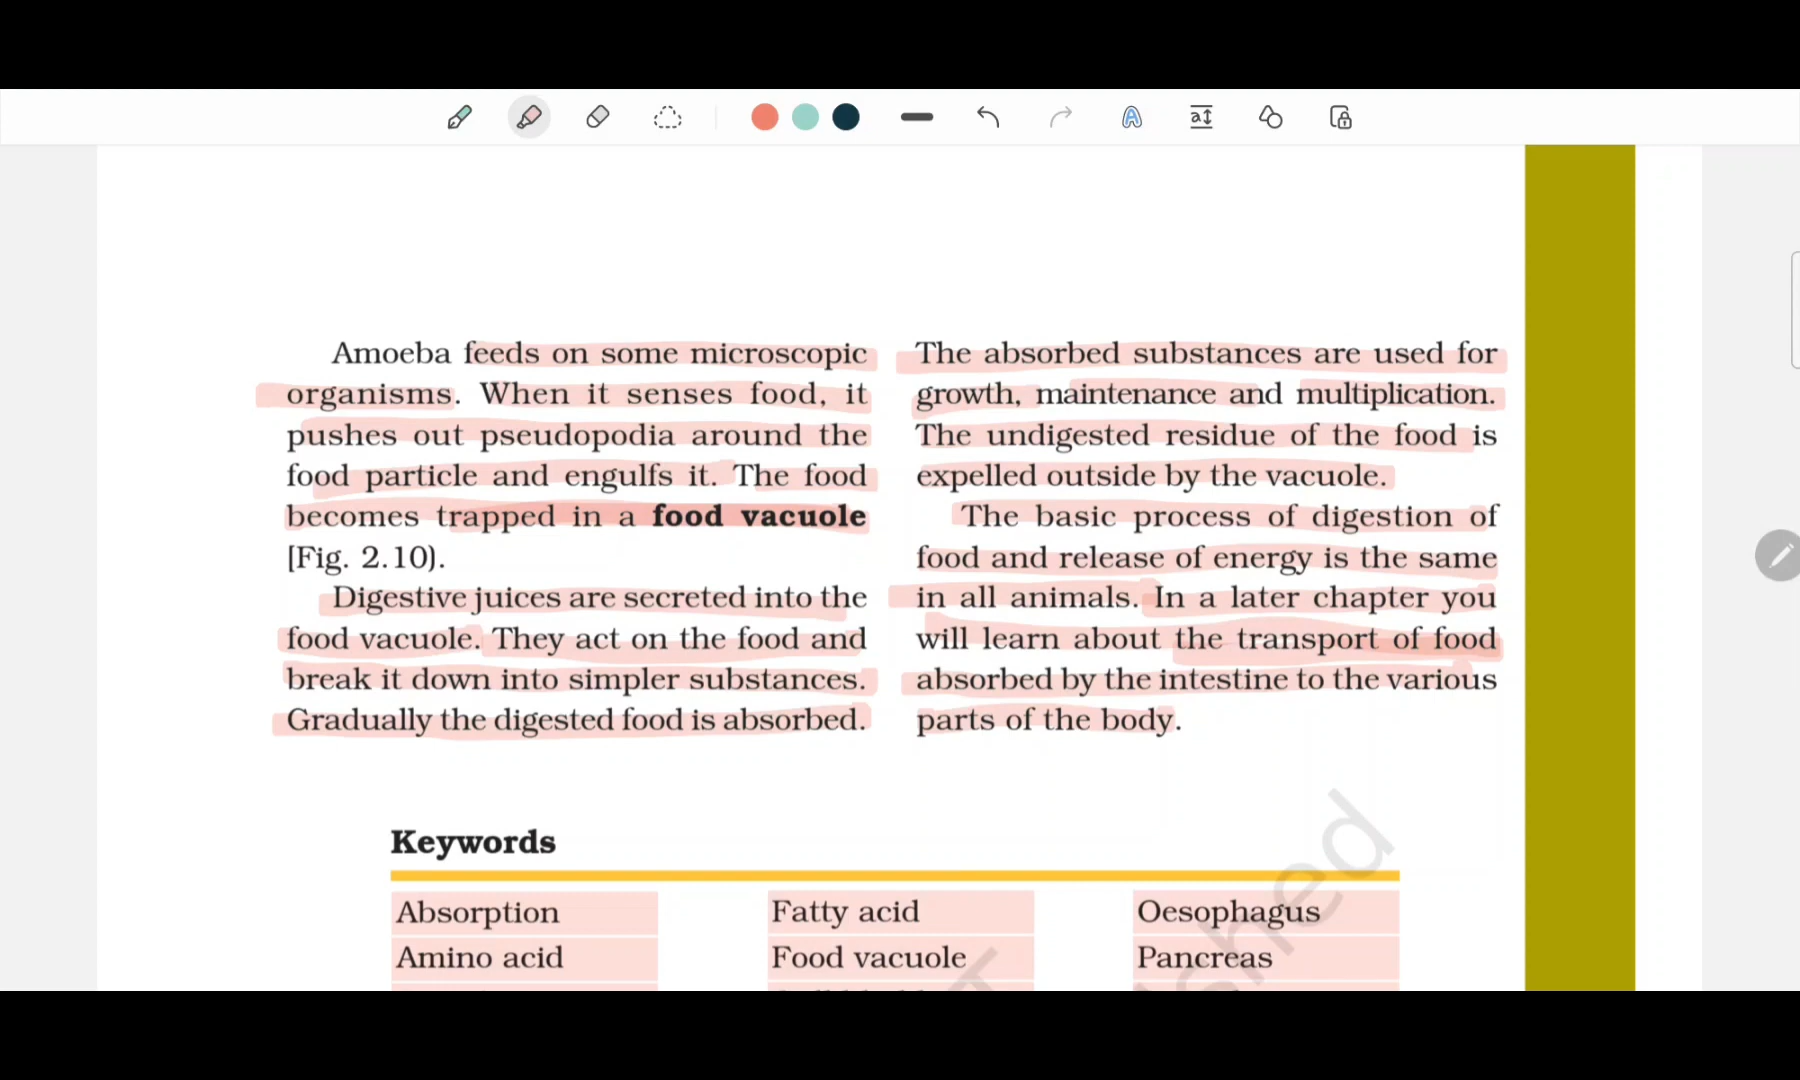 Amoeba feeds on some microscopic
organisms. When it senses food, it
pushes out pseudopodia around the
food particle and engulfs it. The food
becomes trapped in a food vacuole
[Fig. 2.10).
Digestive juices are secreted into the
food vacuole. They act on the food and
break it down into simpler substances.
Gradually the digested food is absorbed.
The absorbed substances are used for
growth, maintenance and multiplication.
The undigested residue of the food is
expelled outside by the vacuole.
The basic process of digestion of
food and release of energy is the same
in all animals. In a later chapter you
will learn about the transport of food
absorbed by the intestine to the various
parts of the body.
Keywords
Absorption
Fatty acid
Oesophagus
Amino acid
Food vacuole
Pancreas